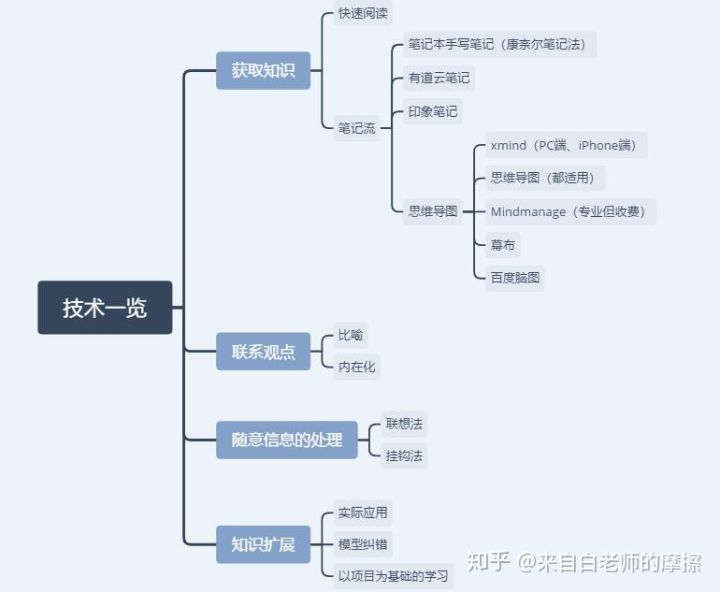 技术一览
获取知识
快速阅读
笔记流
笔记本手写笔记（康奈尔笔记法）
有道云笔记
印象笔记
思维导图
xmind（PC端、iPhone端）
思维导图（都适用）
Mindmanage（专业但收费）
幕布
百度脑图
联系观点
比喻
内在化
随意信息的处理
联想法
挂钩法
知识扩展
实际应用
模型纠错
以项目为基础的学习
知乎 @来自白老师的摩擦